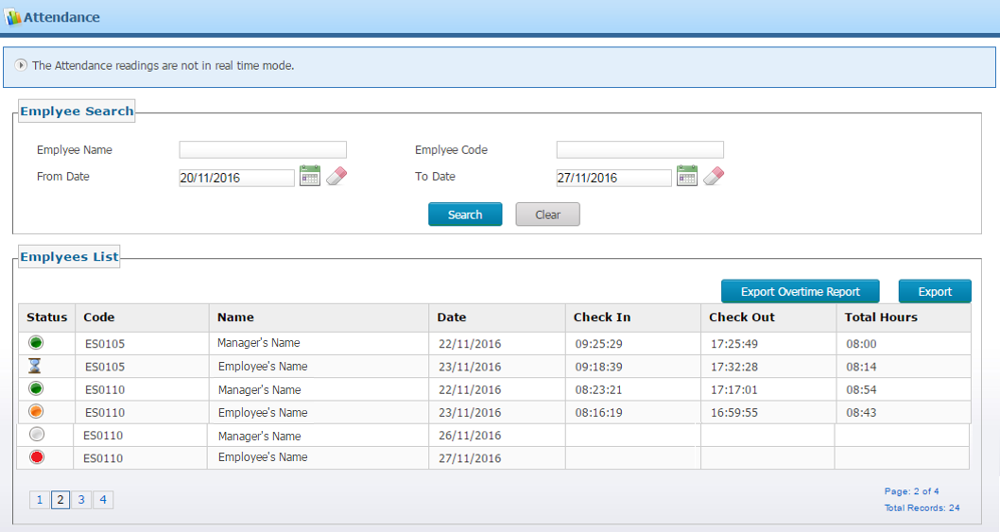 Attendance
The Attendance readings are not in real time mode.
Emplyee Search
Emplyee Name Emplyee Code
From Date 20/11/2016 To Date 27/11/2016
Search Clear
Emplyees List
Export Overtime Report Export
Status Code Name Date Check In Check Out Total Hours
ES0105 Manager's Name 22/11/2016 09:25:29 17:25:49 08:00
ES0105 Employee's Name 23/11/2016 09:18:39 17:32:28 08:14
ES0110 Manager's Name 22/11/2016 08:23:21 17:17:01 08:54
ES0110 Employee's Name 23/11/2016 08:16:19 16:59:55 08:43
ES0110 Manager's Name 26/11/2016
ES0110 Employee's Name 27/11/2016
1 2 3 4 Page: 2 of 4
Total Records: 24